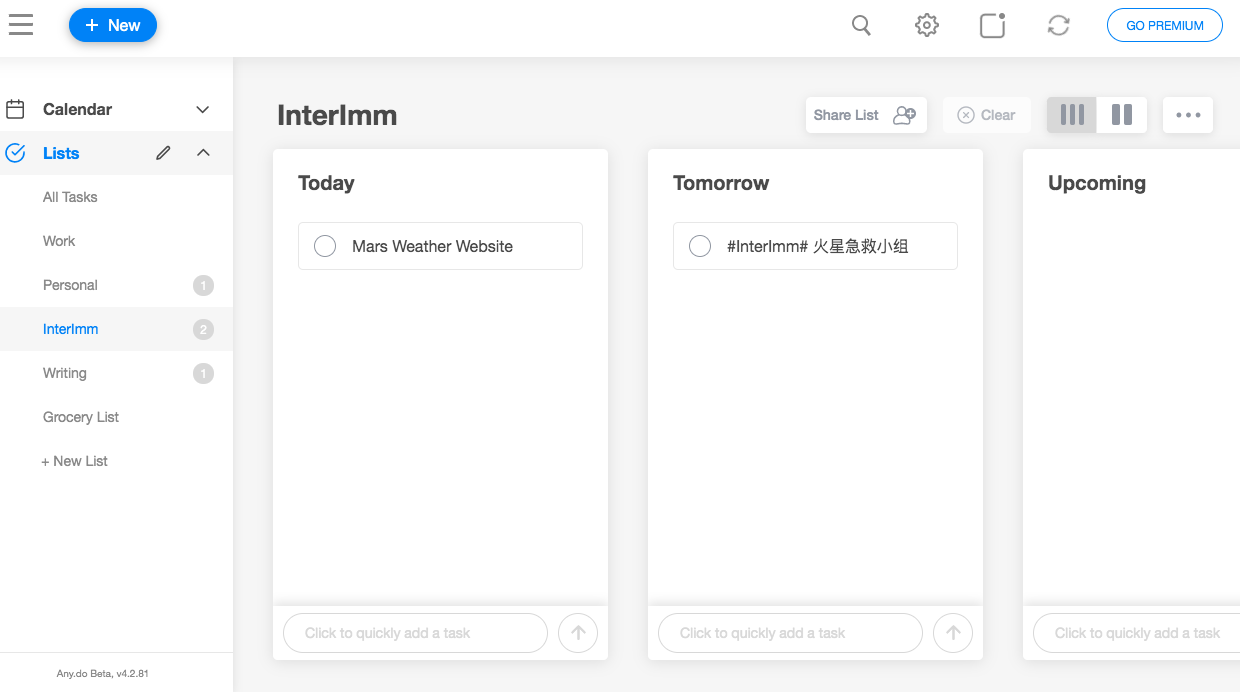 + New
GO PREMIUM
Calendar
Lists
All Tasks
Work
Personal 1
InterImm 2
Writing 1
Grocery List
+ New List
Any.do Beta, v4.2.81
InterImm
Share List
Clear
Today
Mars Weather Website
Click to quickly add a task
Tomorrow
#InterImm# 火星急救小组
Click to quickly add a task
Upcoming
Click to quickly add a task